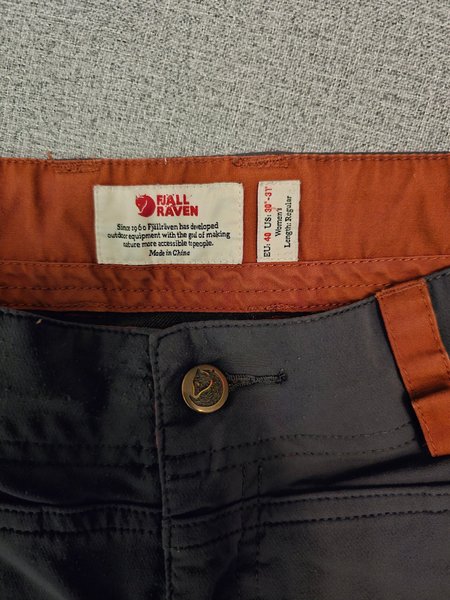 FJÄLL
RÄVEN
Since 1960 Fjällräven has developed
outdoor equipment with the goal of making
nature more accessible to people.
Made in China
EU: 40 US: 30"-31"
Women's
Length: Regular